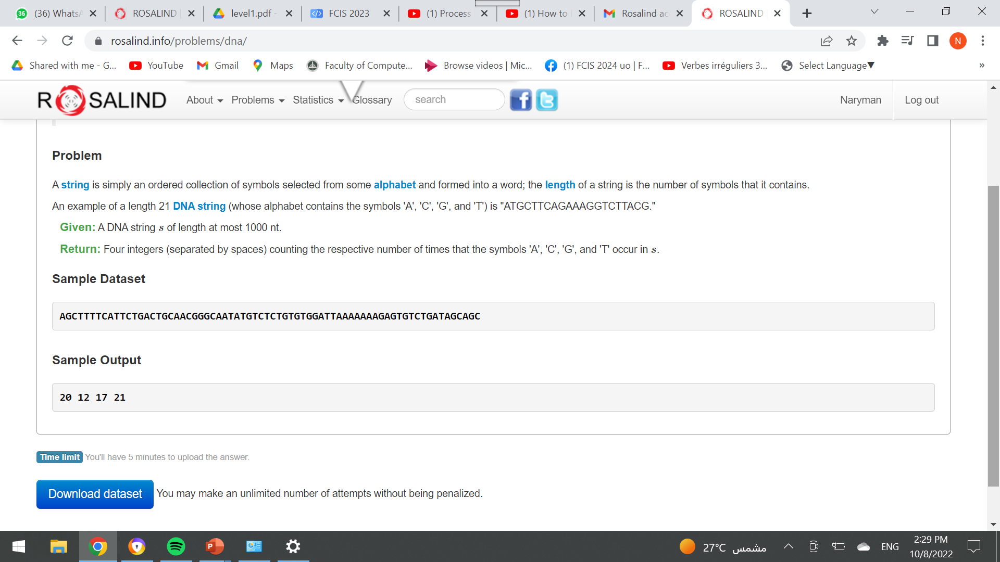 36 (36) WhatsA
ROSALIND
level1.pdf -
FCIS 2023
(1) Process
(1) How to
Rosalind ac
ROSALIND
rosalind.info/problems/dna/
N
Shared with me - G...
YouTube
Gmail
Maps
Faculty of Compute...
Browse videos | Mic...
(1) FCIS 2024 uo | F...
Verbes irréguliers 3...
Select Language▼
»
ROSALIND
About
Problems
Statistics
Glossary
search
Naryman
Log out
Problem
A string is simply an ordered collection of symbols selected from some alphabet and formed into a word; the length of a string is the number of symbols that it contains.
An example of a length 21 DNA string (whose alphabet contains the symbols 'A', 'C', 'G', and 'T') is "ATGCTTCAGAAAGGTCTTACG."
Given: A DNA string s of length at most 1000 nt.
Return: Four integers (separated by spaces) counting the respective number of times that the symbols 'A', 'C', 'G', and 'T' occur in s.
Sample Dataset
AGCTTTTCATTCTGACTGCAACGGGCAATATGTCTCTGTGTGGATTAAAAAAAGAGTGTCTGATAGCAGC
Sample Output
20 12 17 21
Time limit You'll have 5 minutes to upload the answer.
Download dataset You may make an unlimited number of attempts without being penalized.
27°C مشمس
ENG
2:29 PM
10/8/2022